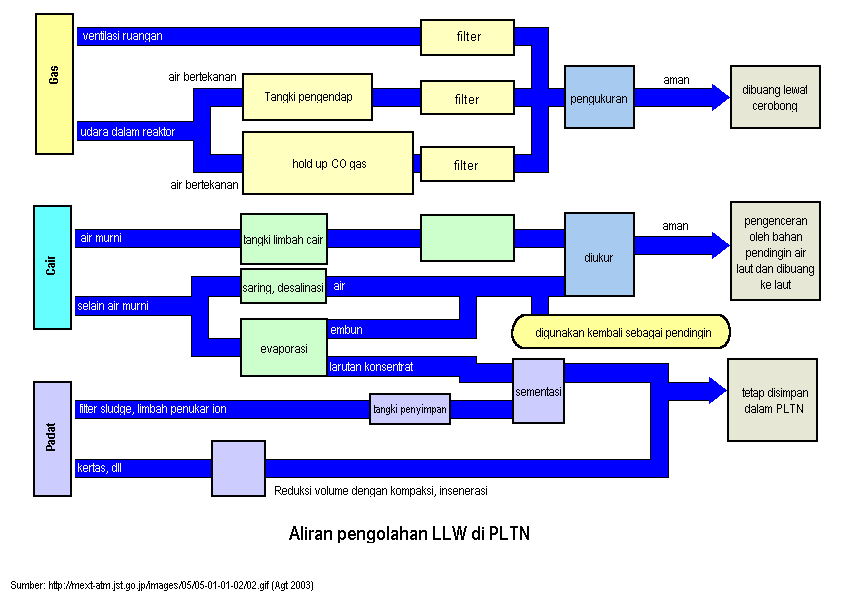 Gas
ventilasi ruangan
filter
air bertekanan
Tangki pengendap
filter
udara dalam reaktor
hold up CO gas
filter
air bertekanan
pengukuran
aman
dibuang lewat
cerobong
Cair
air murni
tangki limbah cair
diukur
aman
pengenceran
oleh bahan
pendingin air
laut dan dibuang
ke laut
selain air murni
saring, desalinasi
air
embun
evaporasi
larutan konsentrat
digunakan kembali sebagai pendingin
Padat
filter sludge, limbah penukar ion
tangki penyimpan
sementasi
tetap disimpan
dalam PLTN
kertas, dll
Reduksi volume dengan kompaksi, insenerasi
Aliran pengolahan LLW di PLTN
Sumber: http://mext-atm.jst.go.jp/images/05/05-01-01-02/02.gif (Agt 2003)